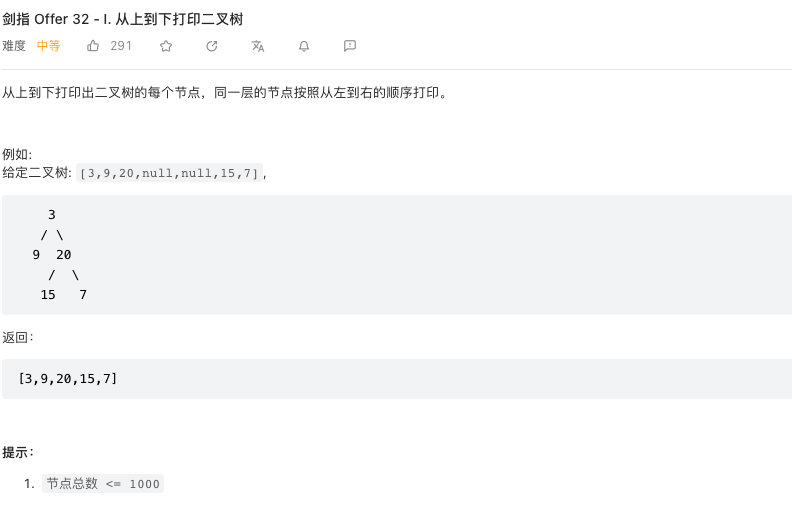 剑指 Offer 32 - I. 从上到下打印二叉树
难度 中等 291
从上到下打印出二叉树的每个节点，同一层的节点按照从左到右的顺序打印。
例如:
给定二叉树: [3,9,20,null,null,15,7],
3
/ \
9 20
/ \
15 7
返回：
[3,9,20,15,7]
提示：
1. 节点总数 <= 1000